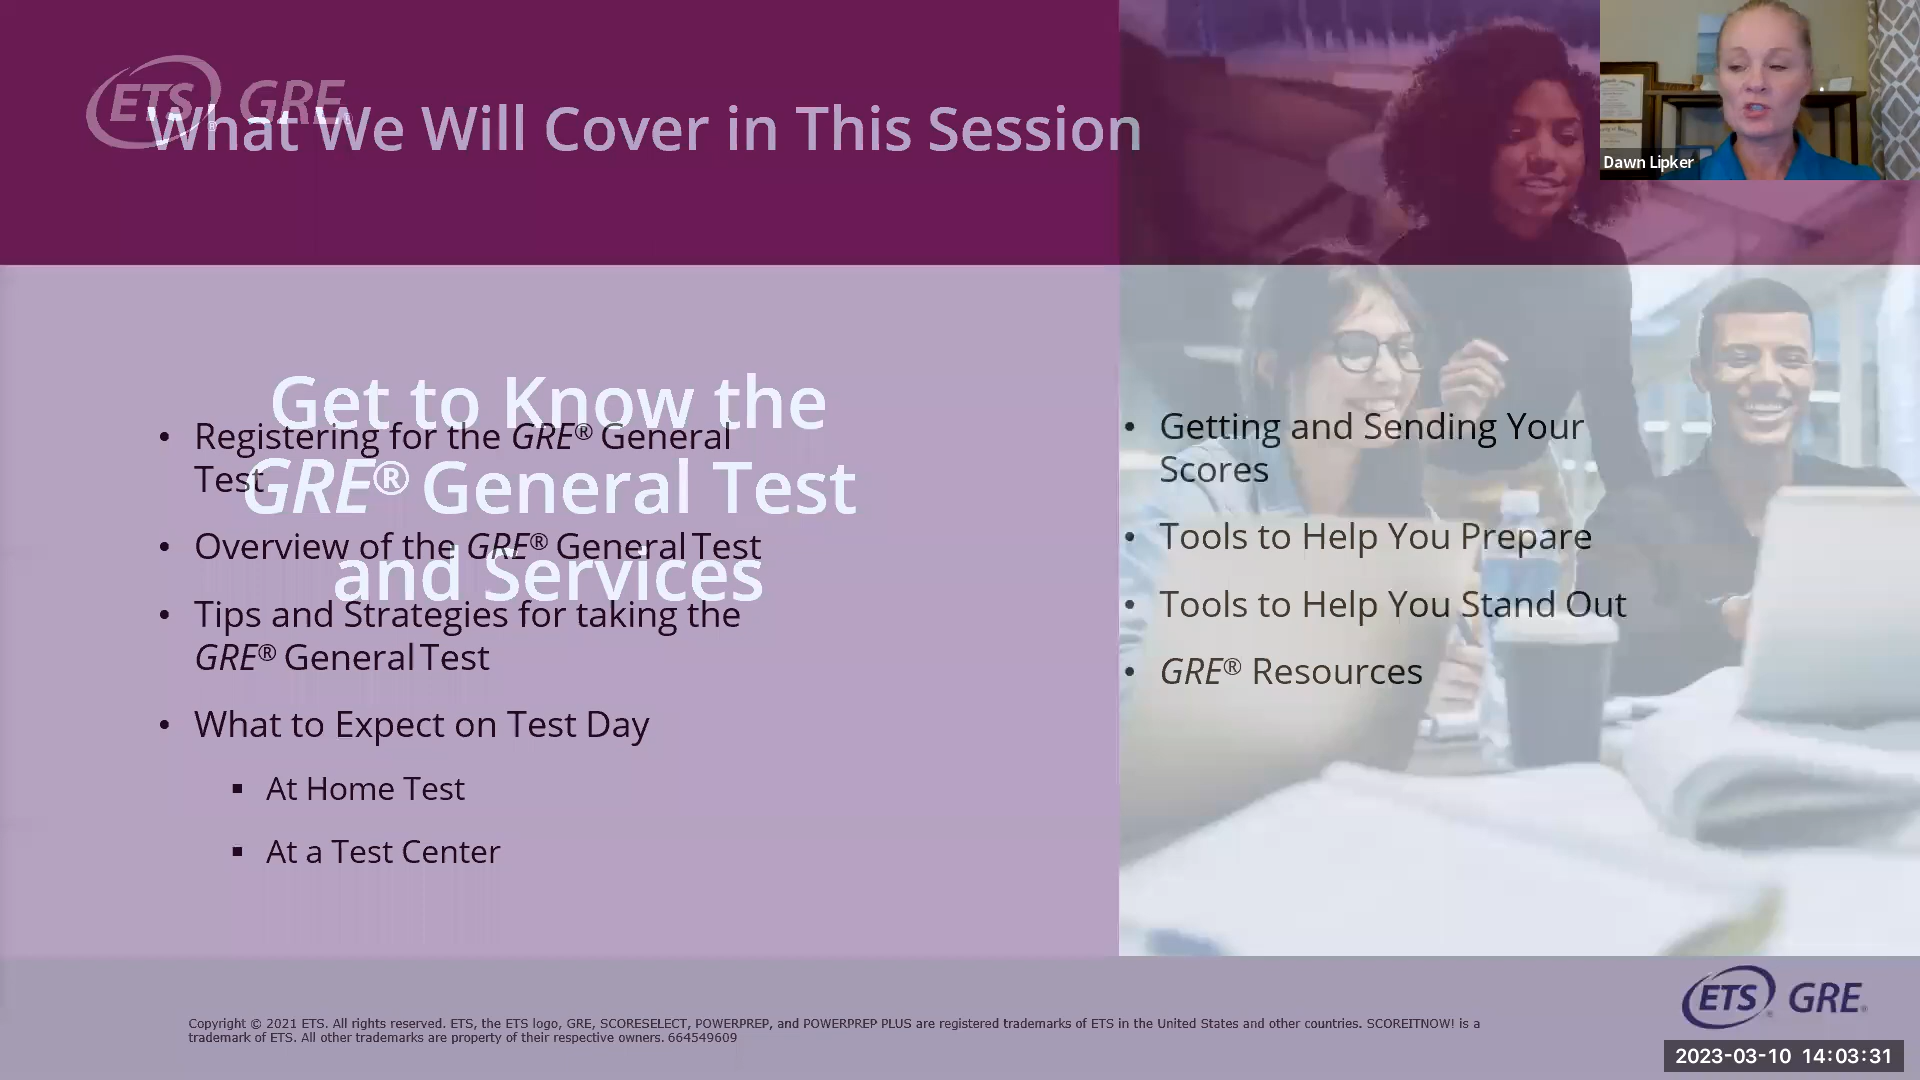 ETS GRE®
What We Will Cover in This Session
Dawn Lipker
Get to Know the
GRE® General Test
and Services
• Registering for the GRE® General
Test
• Overview of the GRE® General Test
• Tips and Strategies for taking the
GRE® General Test
• What to Expect on Test Day
▪ At Home Test
▪ At a Test Center
• Getting and Sending Your
Scores
• Tools to Help You Prepare
• Tools to Help You Stand Out
• GRE® Resources
ETS® GRE®
Copyright © 2021 ETS. All rights reserved. ETS, the ETS logo, GRE, SCORESELECT, POWERPREP, and POWERPREP PLUS are registered trademarks of ETS in the United States and other countries. SCOREITNOW! is a
trademark of ETS. All other trademarks are property of their respective owners. 664549609
2023-03-10 14:03:31